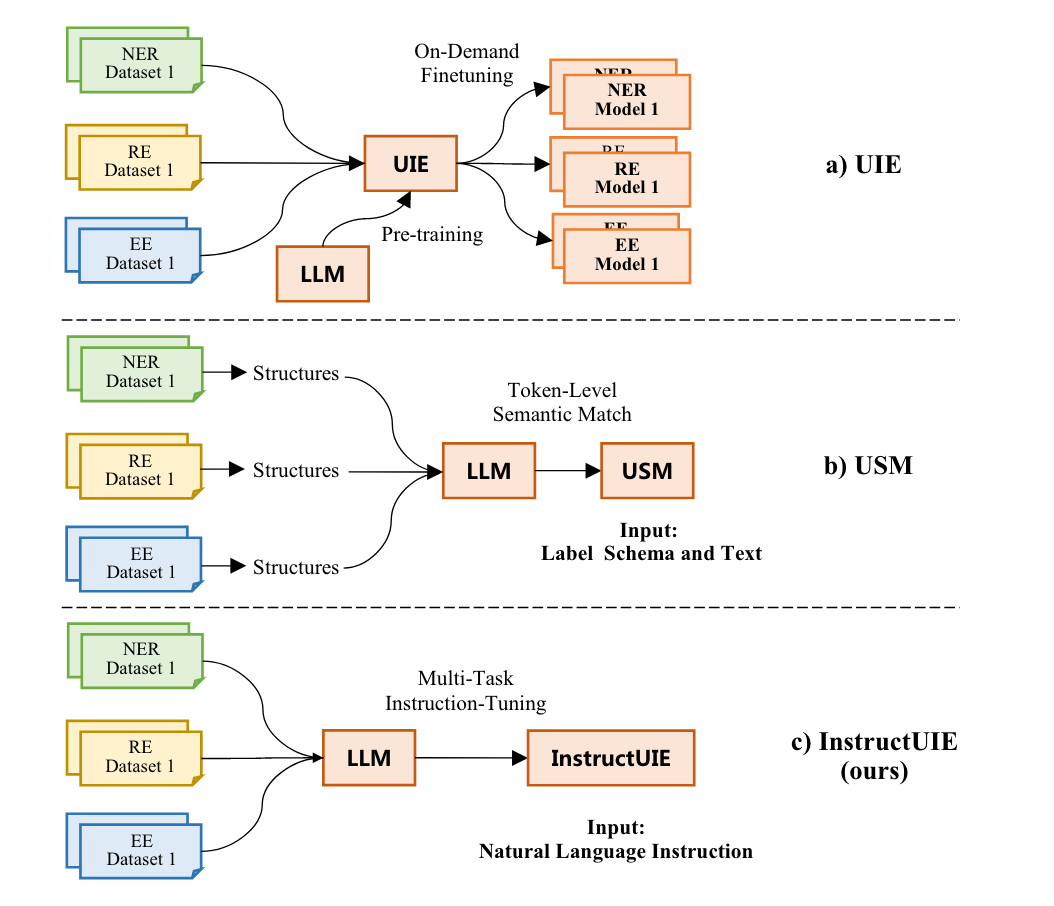 NER
Dataset 1
RE
Dataset 1
EE
Dataset 1
UIE
LLM
Pre-training
On-Demand
Finetuning
NER
NER
Model 1
RE
RE
Model 1
EE
EE
Model 1
a) UIE
NER
Dataset 1
RE
Dataset 1
EE
Dataset 1
Structures
Structures
Structures
LLM
Token-Level
Semantic Match
USM
Input:
Label Schema and Text
b) USM
NER
Dataset 1
RE
Dataset 1
EE
Dataset 1
LLM
Multi-Task
Instruction-Tuning
InstructUIE
Input:
Natural Language Instruction
c) InstructUIE
(ours)